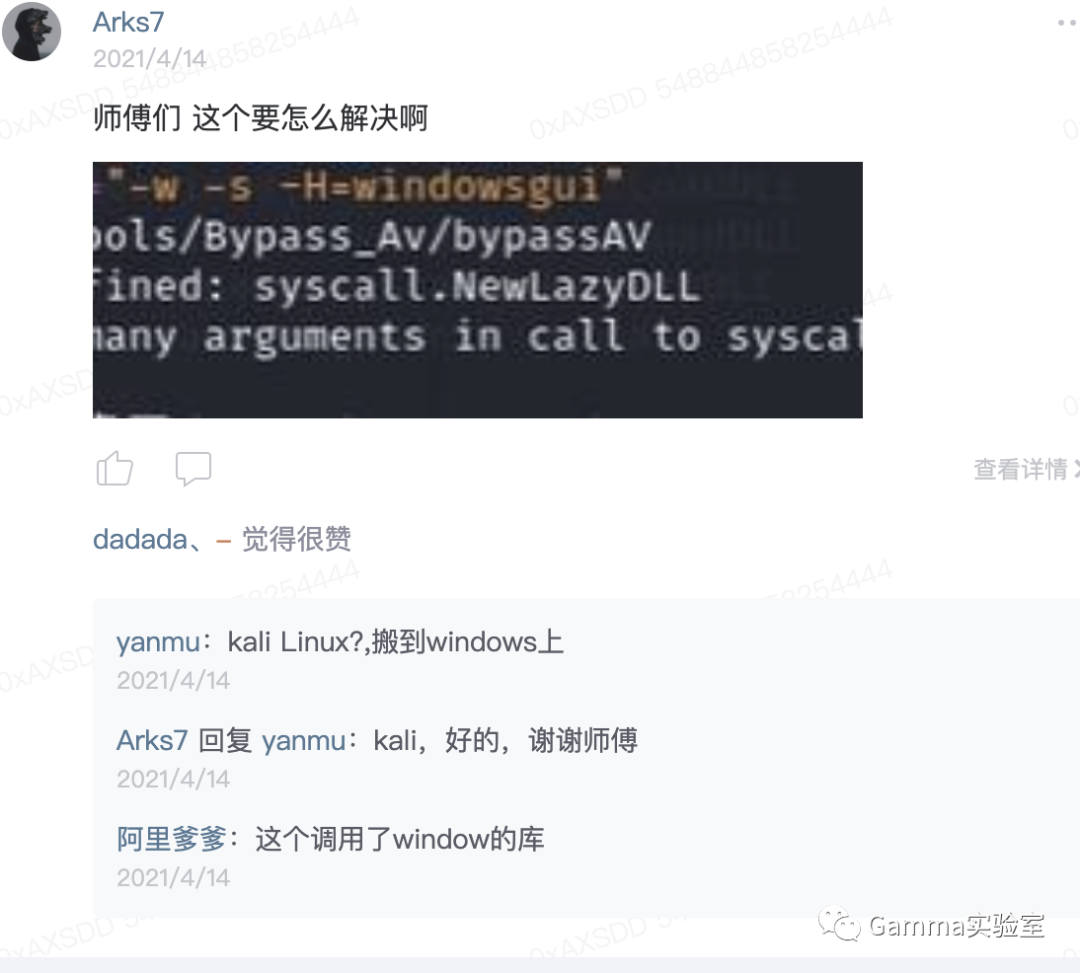 Arks7
2021/4/14
师傅们 这个要怎么解决啊
="-w -s -H=windowsgui"
ools/Bypass_Av/bypassAV
fined: syscall.NewLazyDLL
many arguments in call to syscal
查看详情
dadada、– 觉得很赞
yanmu：kali Linux?,搬到windows上
2021/4/14
Arks7 回复 yanmu：kali，好的，谢谢师傅
2021/4/14
阿里爹爹：这个调用了window的库
2021/4/14
Gamma实验室
0xAXSDD 548844858254444
0xAXSDD 548844858254444